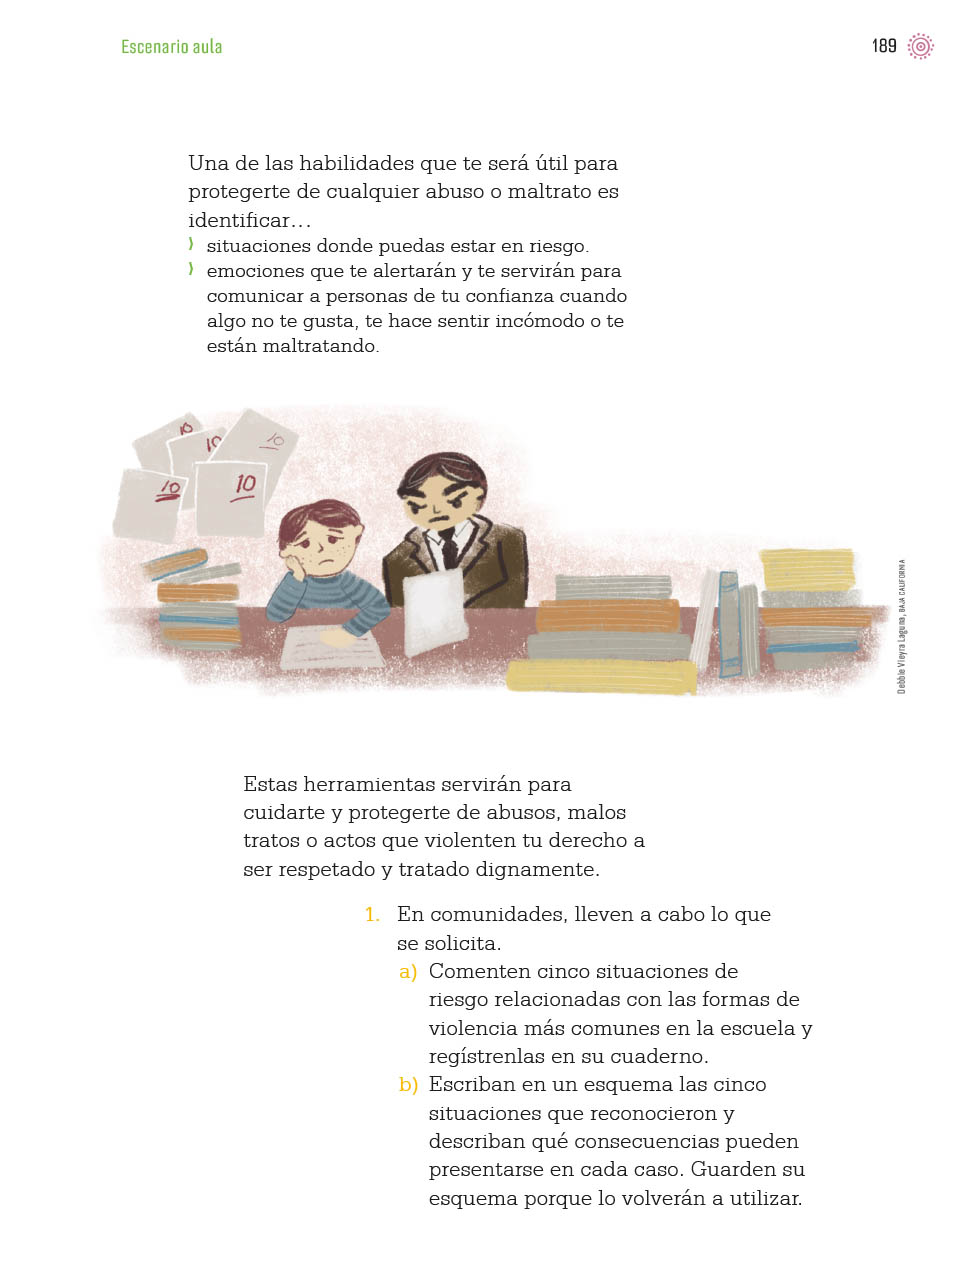 Escenario aula
189
Una de las habilidades que te será útil para
protegerte de cualquier abuso o maltrato es
identificar...
⟩ situaciones donde puedas estar en riesgo.
⟩ emociones que te alertarán y te servirán para
comunicar a personas de tu confianza cuando
algo no te gusta, te hace sentir incómodo o te
están maltratando.
10
10
10
10
10
Debbie Vieyra Laguna, BAJA CALIFORNIA
Estas herramientas servirán para
cuidarte y protegerte de abusos, malos
tratos o actos que violenten tu derecho a
ser respetado y tratado dignamente.
1. En comunidades, lleven a cabo lo que
se solicita.
a) Comenten cinco situaciones de
riesgo relacionadas con las formas de
violencia más comunes en la escuela y
regístrenlas en su cuaderno.
b) Escriban en un esquema las cinco
situaciones que reconocieron y
describan qué consecuencias pueden
presentarse en cada caso. Guarden su
esquema porque lo volverán a utilizar.